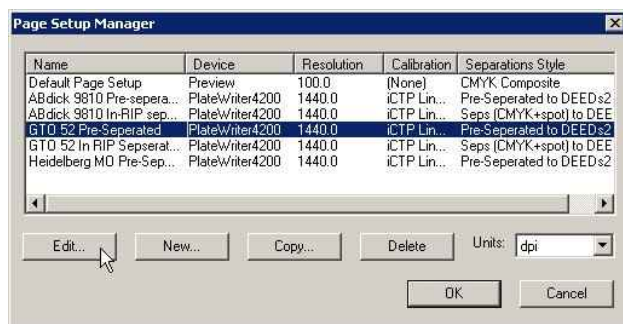 Page Setup Manager
Name Device Resolution Calibration Separations Style
Default Page Setup Preview 100.0 (None) CMYK Composite
ABdick 9810 Pre-sepera... PlateWriter4200 1440.0 iCTP Lin... Pre-Seperated to DEEDs2
ABdick 9810 In-RIP sep... PlateWriter4200 1440.0 iCTP Lin... Seps (CMYK+spot) to DEE
GTO 52 Pre-Seperated PlateWriter4200 1440.0 iCTP Lin... Pre-Seperated to DEEDs2
GTO 52 In RIP Sepserat... PlateWriter4200 1440.0 iCTP Lin... Seps (CMYK+spot) to DEE
Heidelberg MO Pre-Sep... PlateWriter4200 1440.0 iCTP Lin... Pre-Seperated to DEEDs2
Edit... New... Copy... Delete Units: dpi
OK Cancel